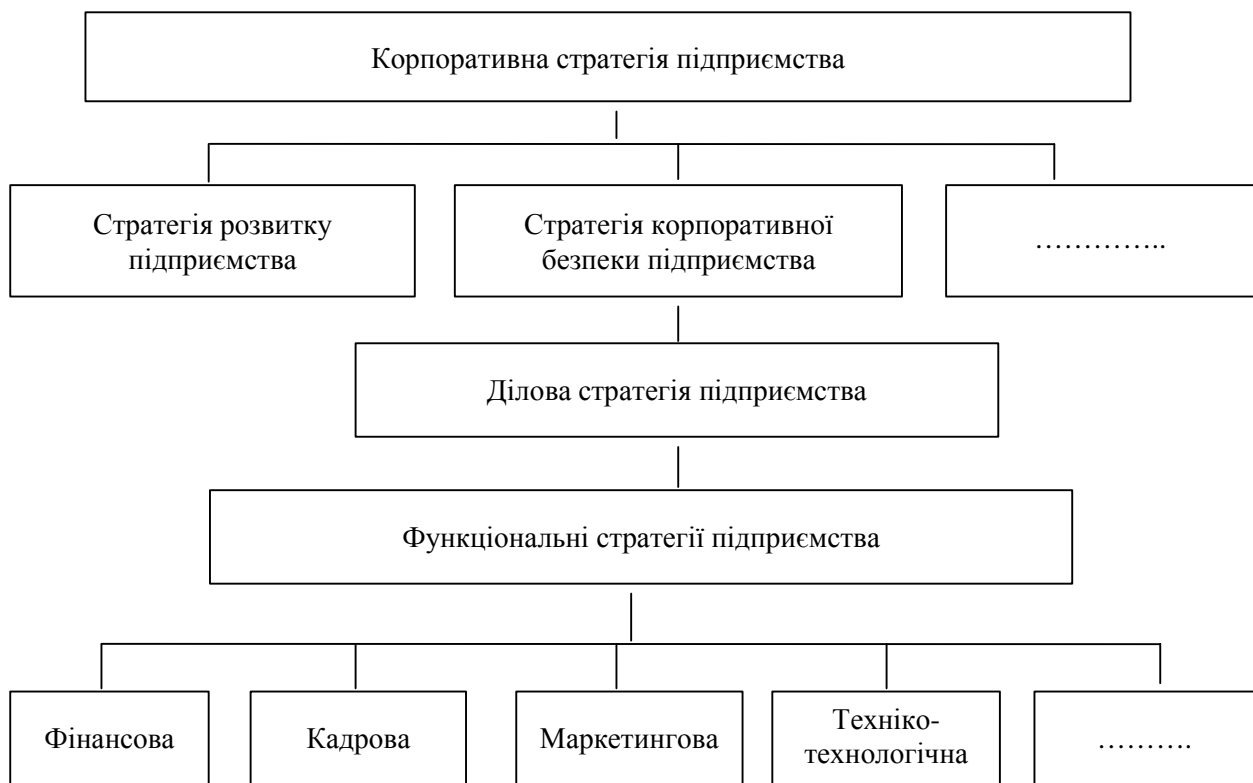 Корпоративна стратегія підприємства
Стратегія розвитку
підприємства
Стратегія корпоративної
безпеки підприємства
…………..
Ділова стратегія підприємства
Функціональні стратегії підприємства
Фінансова
Кадрова
Маркетингова
Техніко-
технологічна
……….